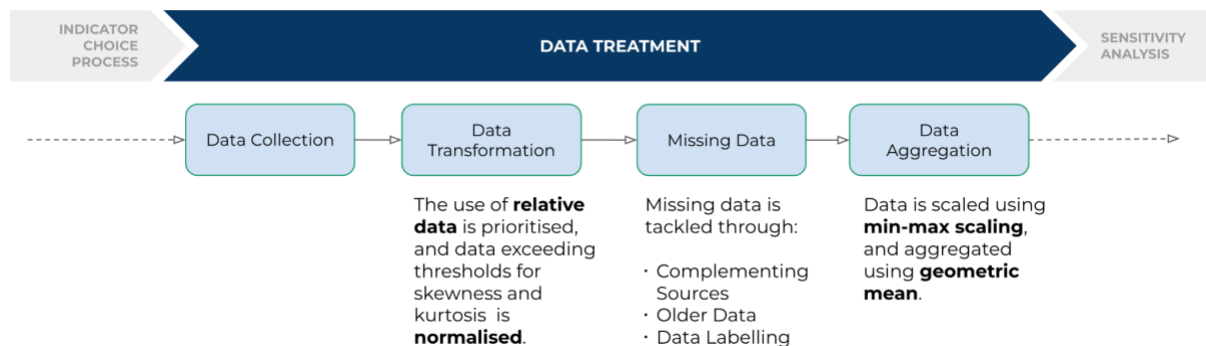 INDICATOR
CHOICE
PROCESS
DATA TREATMENT
SENSITIVITY
ANALYSIS
Data Collection
Data
Transformation
Missing Data
Data
Aggregation
The use of relative
data is prioritised,
and data exceeding
thresholds for
skewness and
kurtosis is
normalised.
Missing data is
tackled through:
· Complementing
Sources
· Older Data
· Data Labelling
Data is scaled using
min-max scaling,
and aggregated
using geometric
mean.